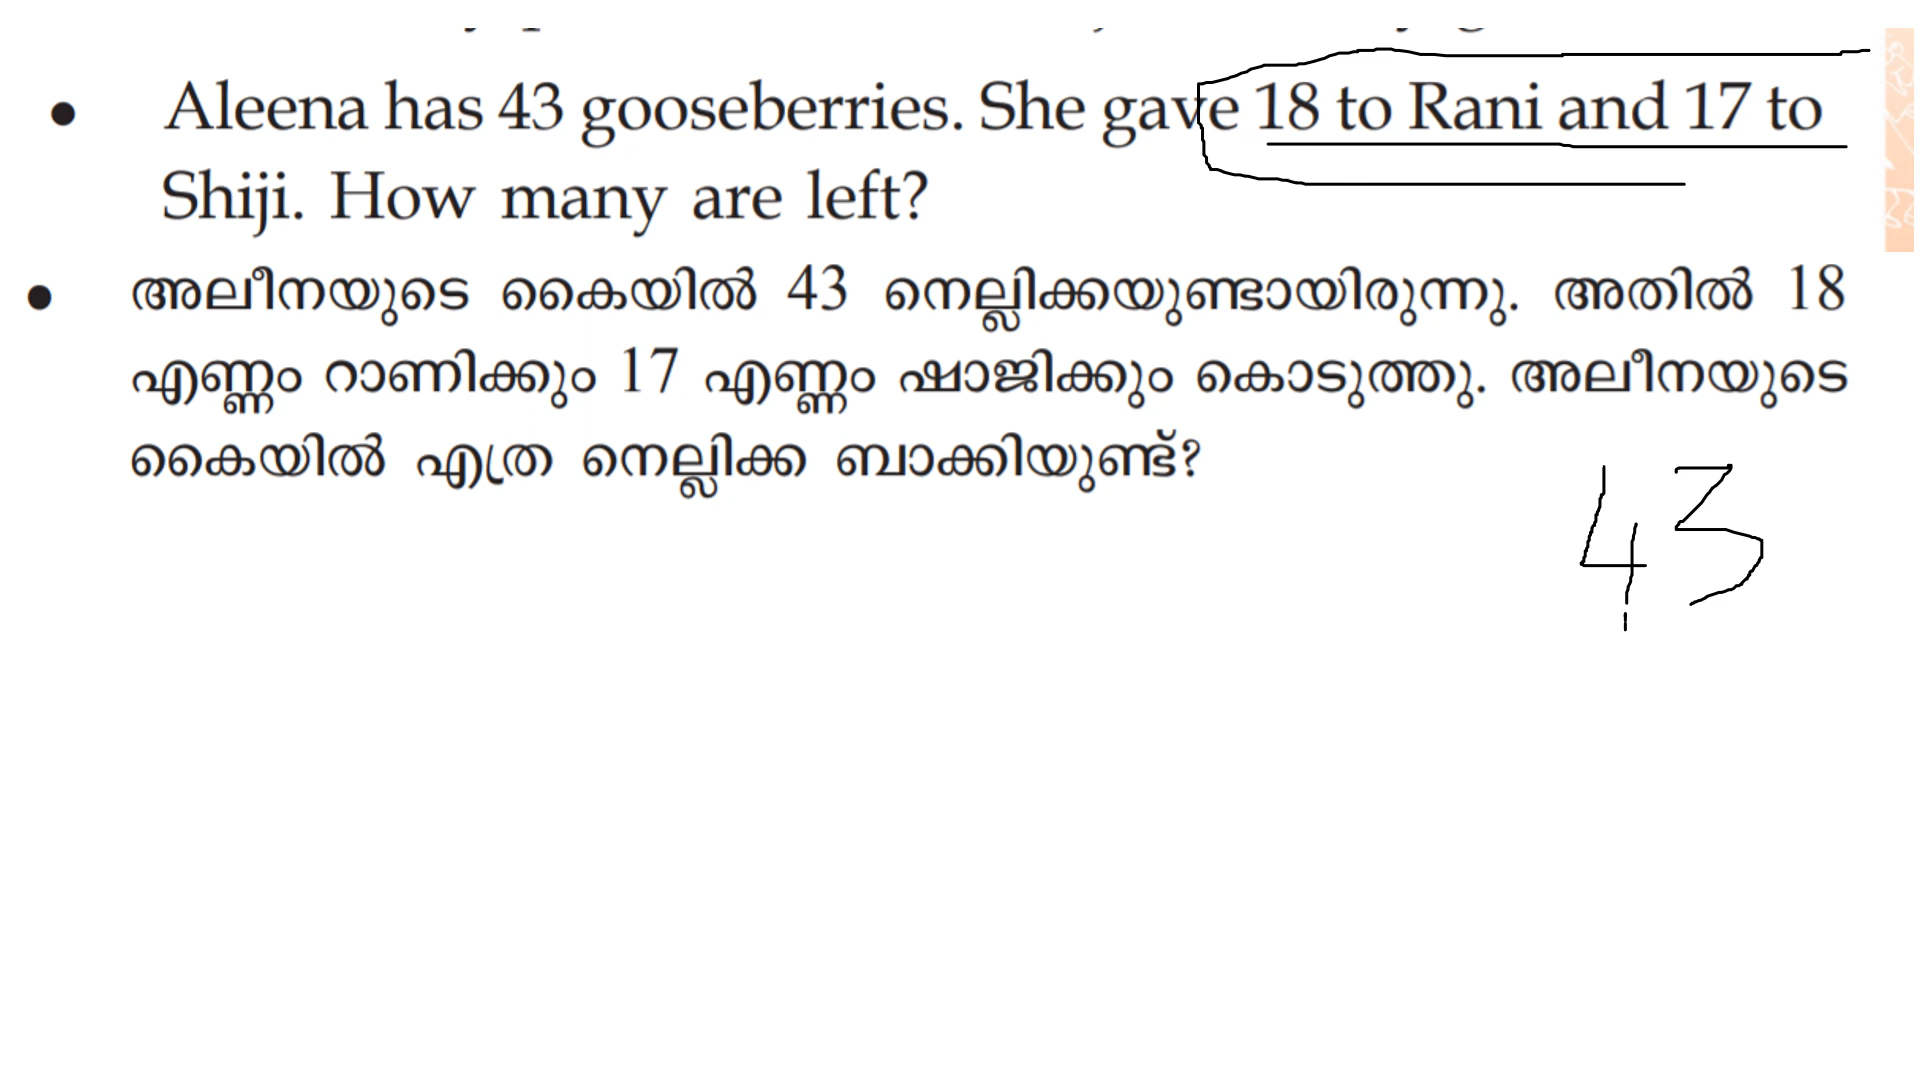 • Aleena has 43 gooseberries. She gave 18 to Rani and 17 to
Shiji. How many are left?
• അലീനയുടെ കൈയിൽ 43 നെല്ലിക്കയുണ്ടായിരുന്നു. അതിൽ 18
എണ്ണം റാണിക്കും 17 എണ്ണം ഷാജിക്കും കൊടുത്തു. അലീനയുടെ
കൈയിൽ എത്ര നെല്ലിക്ക ബാക്കിയുണ്ട്?
43